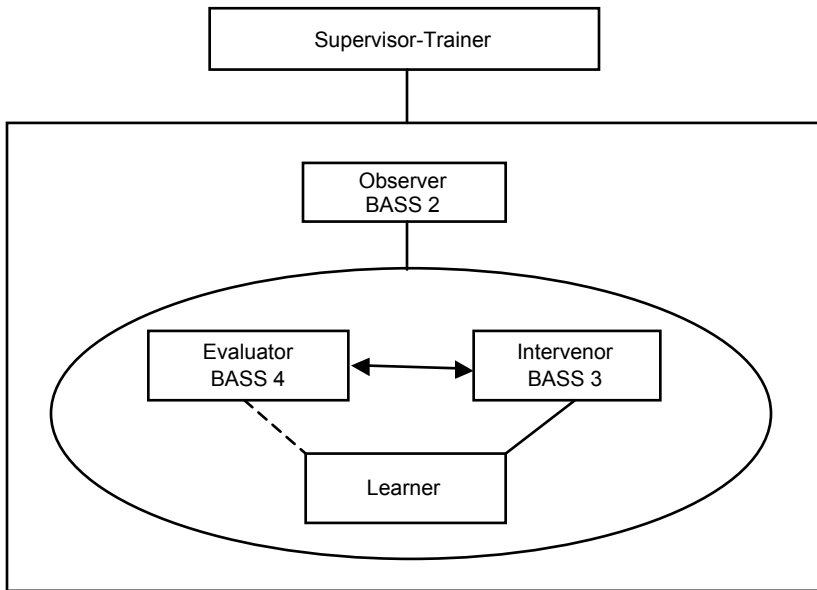 Supervisor-Trainer
Observer
BASS 2
Evaluator
BASS 4
Intervenor
BASS 3
Learner